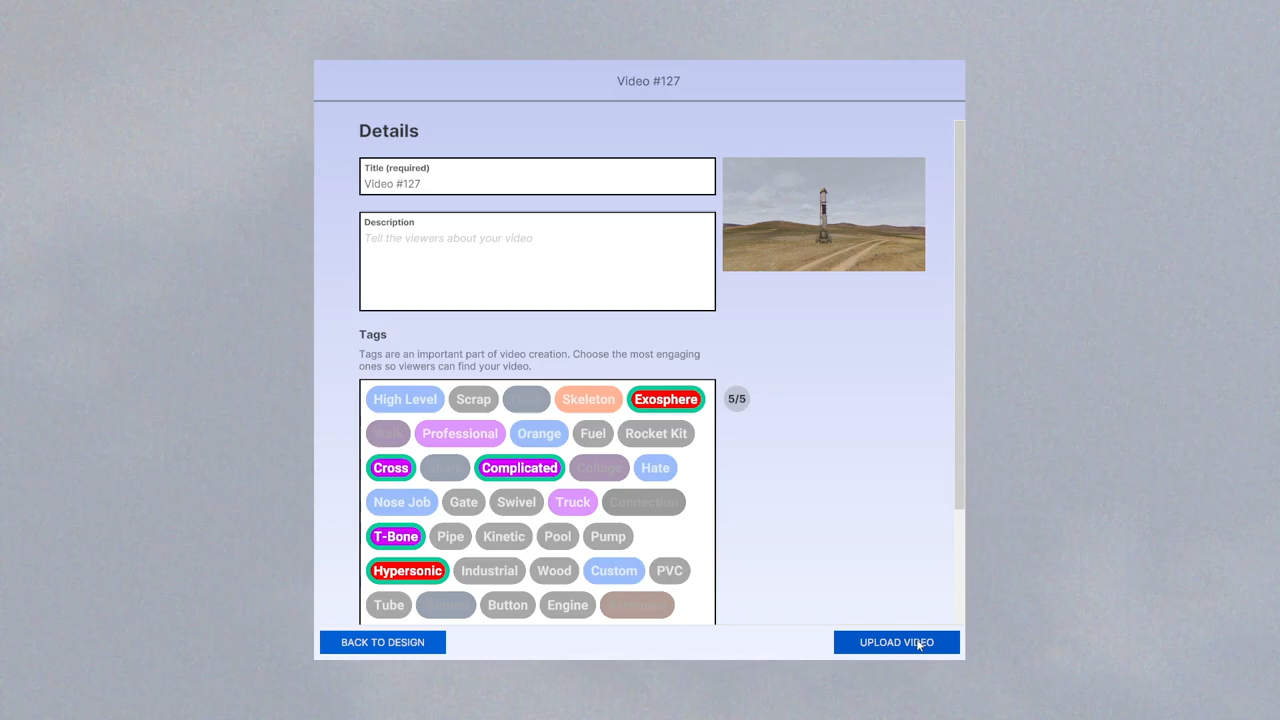 Video #127
Details
Title (required)
Video #127
Description
Tell the viewers about your video
Tags
Tags are an important part of video creation. Choose the most engaging
ones so viewers can find your video.
High Level Scrap Skeleton Exosphere
5/5
Professional Orange Fuel Rocket Kit
Cross Complicated Collage Hate
Nose Job Gate Swivel Truck Connection
T-Bone Pipe Kinetic Pool Pump
Hypersonic Industrial Wood Custom PVC
Tube Button Engine
BACK TO DESIGN
UPLOAD VIDEO